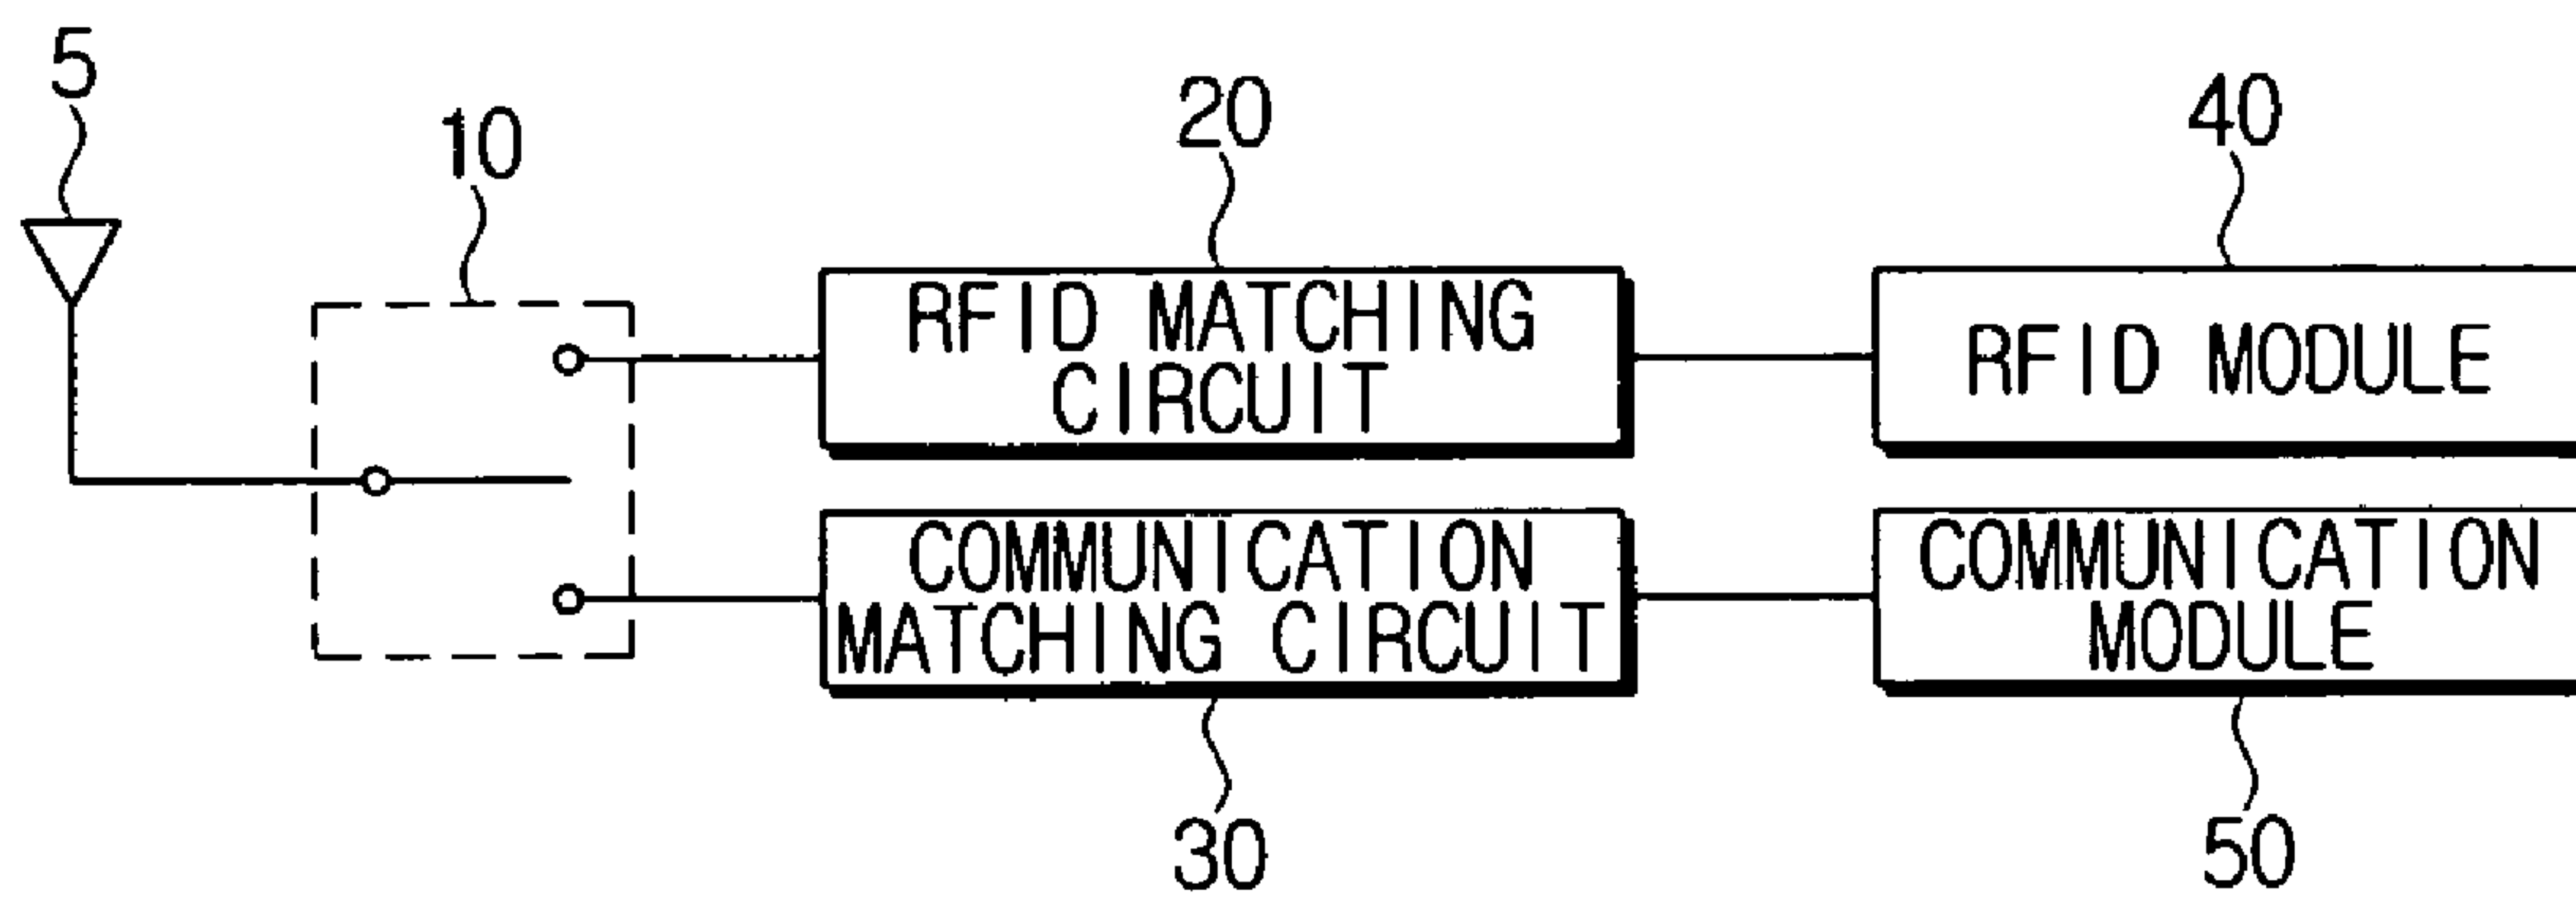 5
10
20
40
RFID MATCHING
CIRCUIT
RFID MODULE
COMMUNICATION
MATCHING CIRCUIT
COMMUNICATION
MODULE
30
50